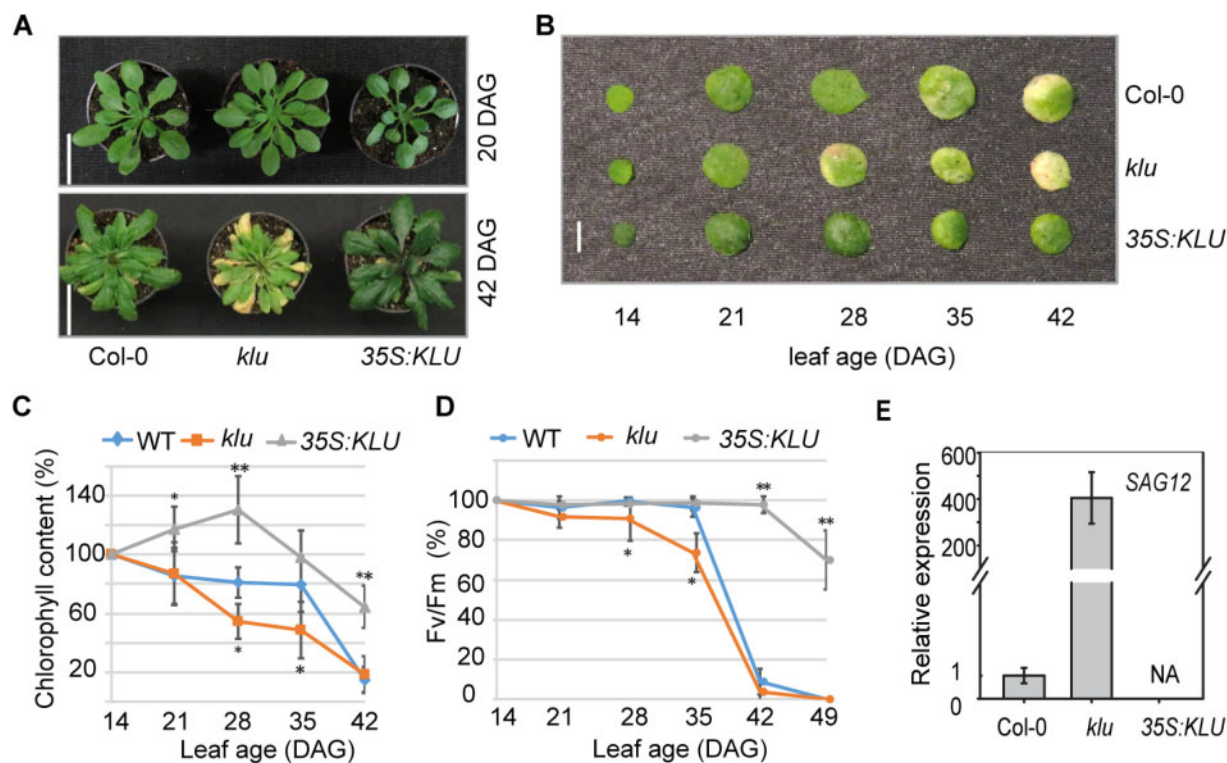 A
20 DAG
42 DAG
Col-0 klu 35S:KLU
B
Col-0
klu
35S:KLU
14 21 28 35 42
leaf age (DAG)
C
WT klu 35S:KLU
Chlorophyll content (%)
140
100
60
20
** 
*
**
*
*
14 21 28 35 42
Leaf age (DAG)
D
WT klu 35S:KLU
Fv/Fm (%)
100
80
60
40
20
0
**
**
*
*
14 21 28 35 42 49
Leaf age (DAG)
E
Relative expression
600
400
200
1
0
SAG12
NA
Col-0 klu 35S:KLU